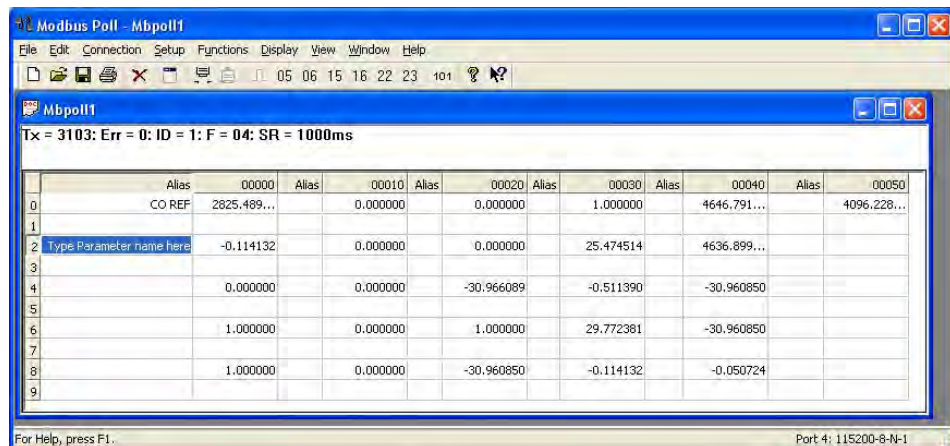 Modbus Poll - Mbpoll1
File Edit Connection Setup Functions Display View Window Help
05 06 15 16 22 23 101
Mbpoll1
Tx = 3103: Err = 0: ID = 1: F = 04: SR = 1000ms
Alias 00000 Alias 00010 Alias 00020 Alias 00030 Alias 00040 Alias 00050
0 CO REF 2825.489... 0.000000 0.000000 1.000000 4646.791... 4096.228...
1
2 Type Parameter name here -0.114132 0.000000 0.000000 25.474514 4636.899...
3
4 0.000000 0.000000 -30.966089 -0.511390 -30.960850
5
6 1.000000 0.000000 1.000000 29.772381 -30.960850
7
8 1.000000 0.000000 -30.960850 -0.114132 -0.050724
9
For Help, press F1. Port 4: 115200-8-N-1